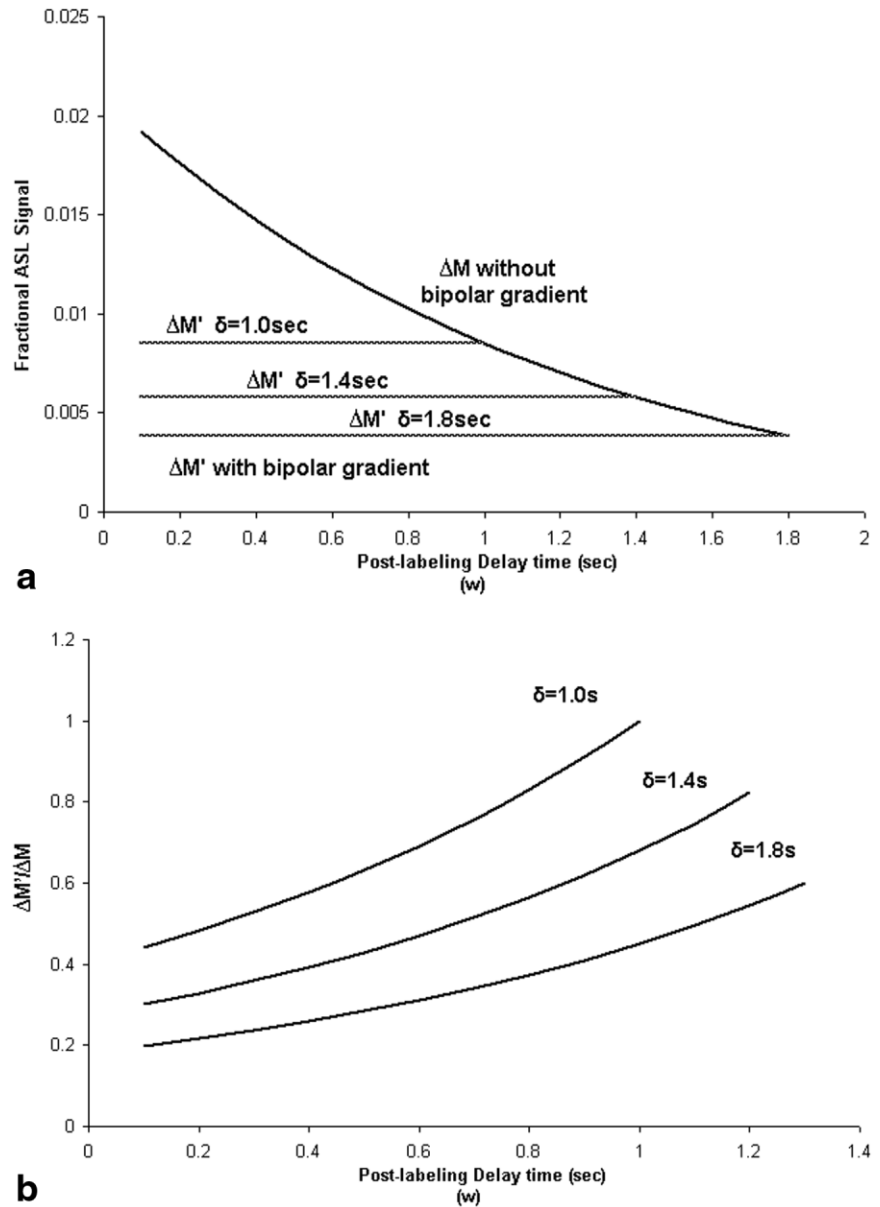 0.025
0.02
0.015
0.01
0.005
0
Fractional ASL Signal
ΔM without
bipolar gradient
ΔM' δ=1.0sec
ΔM' δ=1.4sec
ΔM' δ=1.8sec
ΔM' with bipolar gradient
0 0.2 0.4 0.6 0.8 1 1.2 1.4 1.6 1.8 2
Post-labeling Delay time (sec)
(w)
a
1.2
1
0.8
0.6
0.4
0.2
0
ΔM'/ΔM
δ=1.0s
δ=1.4s
δ=1.8s
0 0.2 0.4 0.6 0.8 1 1.2 1.4
Post-labeling Delay time (sec)
(w)
b